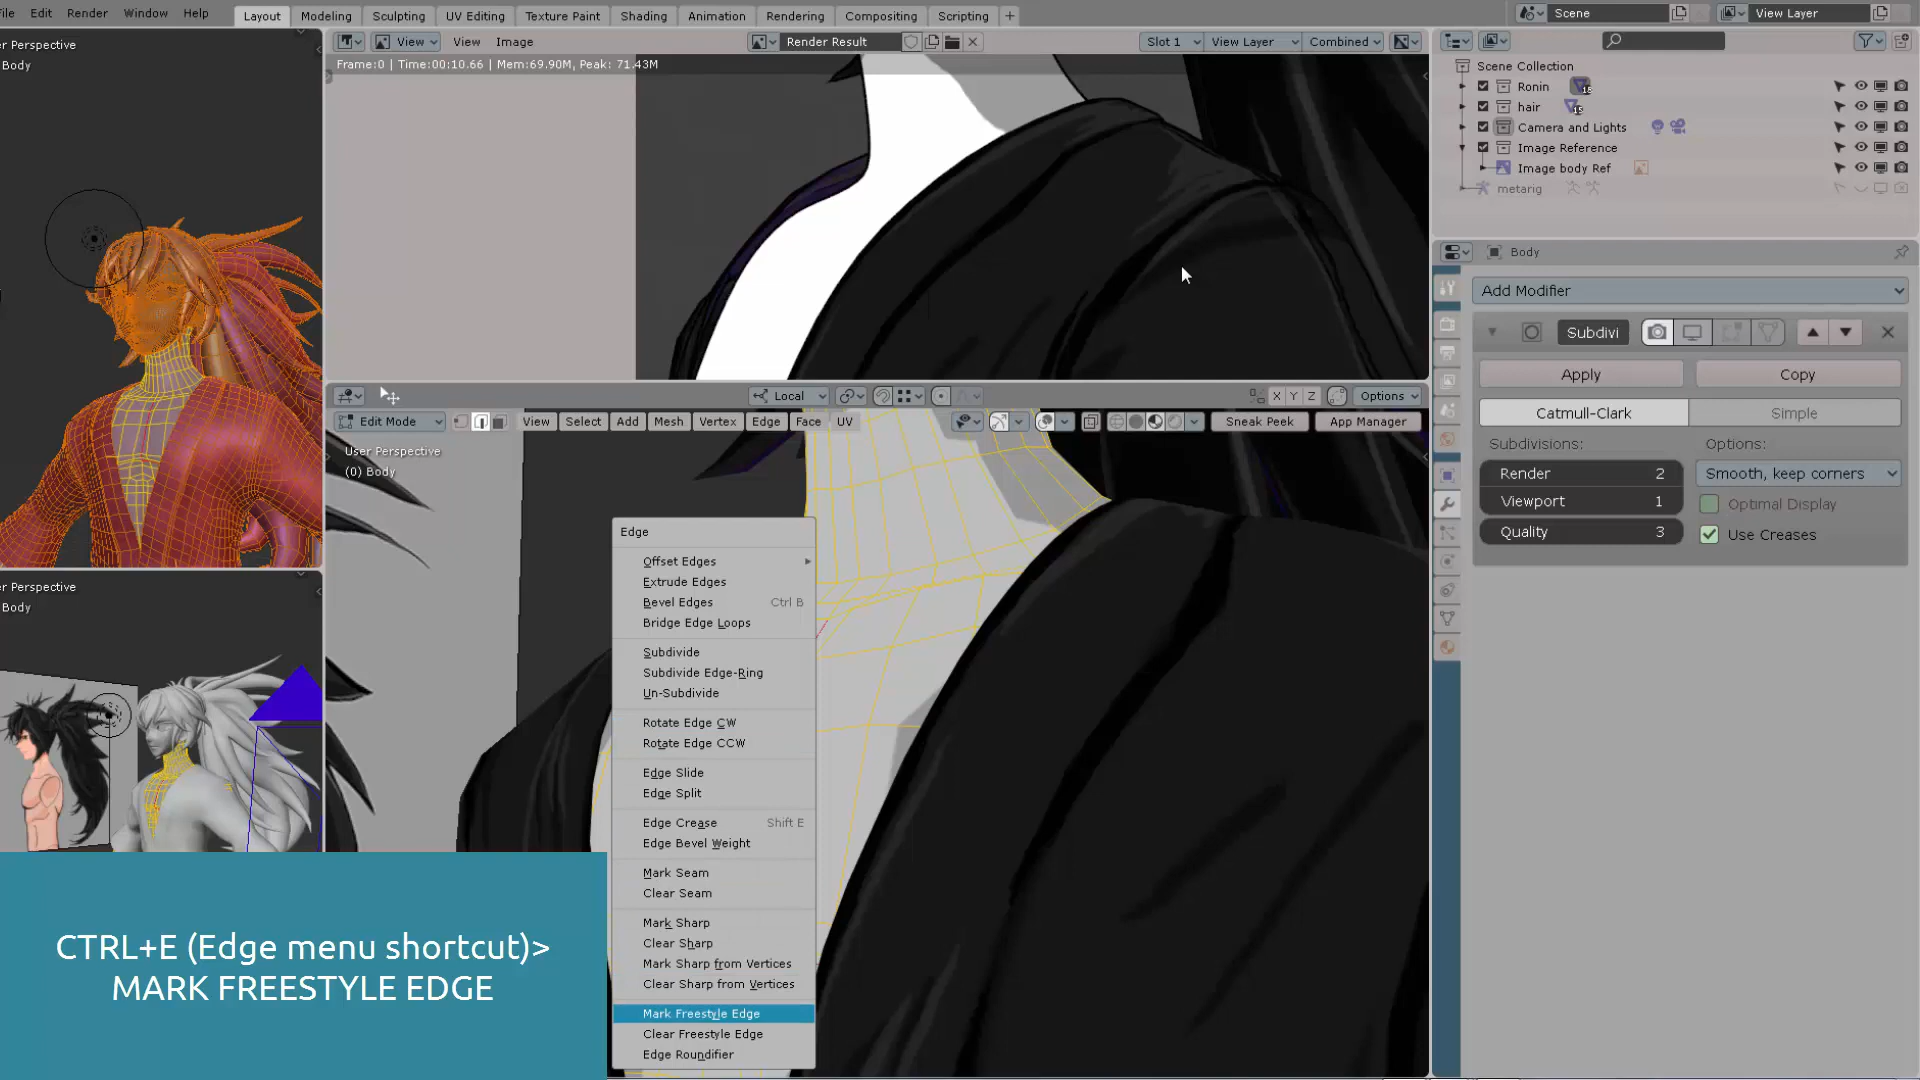 File Edit Render Window Help
Layout Modeling Sculpting UV Editing Texture Paint Shading Animation Rendering Compositing Scripting +
Scene View Layer
er Perspective
Body
View View Image Render Result Slot 1 View Layer Combined
Frame:0 | Time:00:10.66 | Mem:69.90M, Peak: 71.43M
Scene Collection
Ronin 18
hair 15
Camera and Lights
Image Reference
Image body Ref
metarig
Body
Add Modifier
Subdivi
Apply Copy
Catmull-Clark Simple
Subdivisions: Options:
Render 2 Smooth, keep corners
Viewport 1 Optimal Display
Quality 3 Use Creases
Local X Y Z Options
Edit Mode View Select Add Mesh Vertex Edge Face UV Sneak Peek App Manager
User Perspective
(0) Body
Edge
Offset Edges
Extrude Edges
Bevel Edges Ctrl B
Bridge Edge Loops
Subdivide
Subdivide Edge-Ring
Un-Subdivide
Rotate Edge CW
Rotate Edge CCW
Edge Slide
Edge Split
Edge Crease Shift E
Edge Bevel Weight
Mark Seam
Clear Seam
Mark Sharp
Clear Sharp
Mark Sharp from Vertices
Clear Sharp from Vertices
Mark Freestyle Edge
Clear Freestyle Edge
Edge Roundifier
er Perspective
Body
CTRL+E (Edge menu shortcut)>
MARK FREESTYLE EDGE